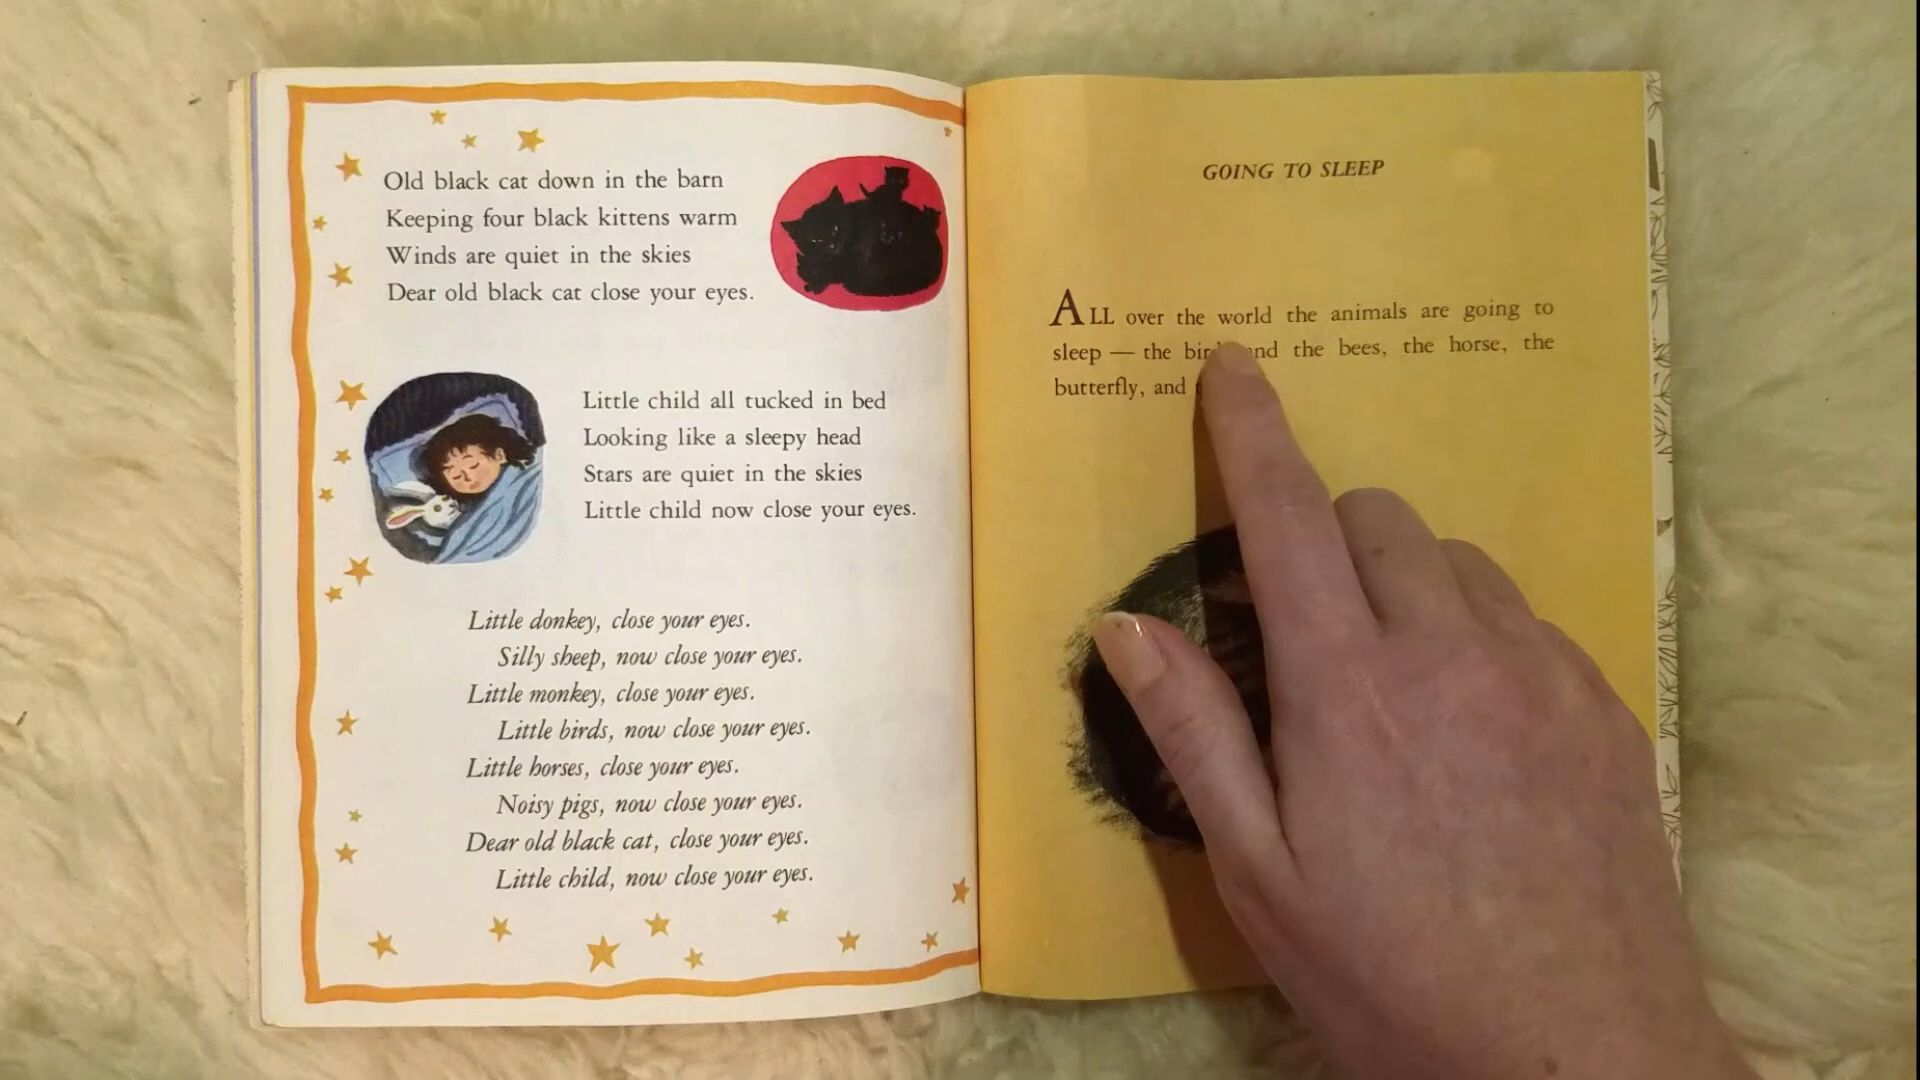 Old black cat down in the barn
Keeping four black kittens warm
Winds are quiet in the skies
Dear old black cat close your eyes.
Little child all tucked in bed
Looking like a sleepy head
Stars are quiet in the skies
Little child now close your eyes.
Little donkey, close your eyes.
Silly sheep, now close your eyes.
Little monkey, close your eyes.
Little birds, now close your eyes.
Little horses, close your eyes.
Noisy pigs, now close your eyes.
Dear old black cat, close your eyes.
Little child, now close your eyes.
GOING TO SLEEP
ALL over the world the animals are going to
sleep — the and the bees, the horse, the
butterfly, and